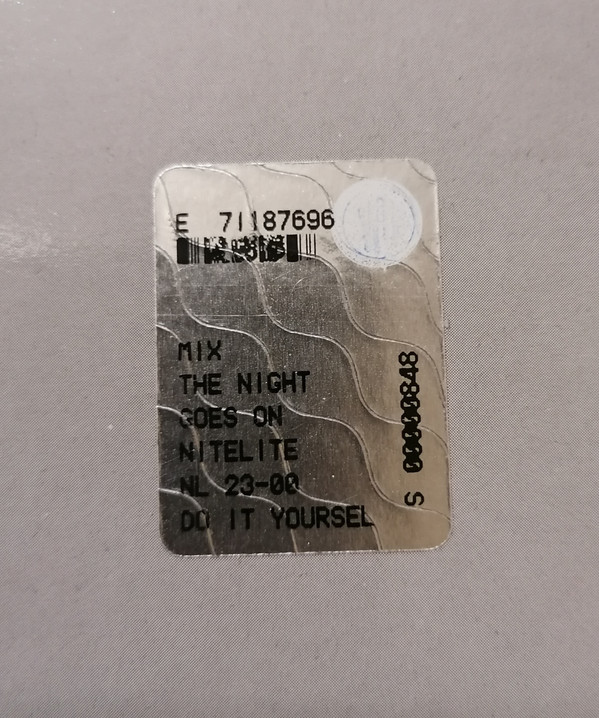 E 71187696
MIX
THE NIGHT
GOES ON
NITELITE
NL 23-00
DO IT YOURSEL
S 00000848